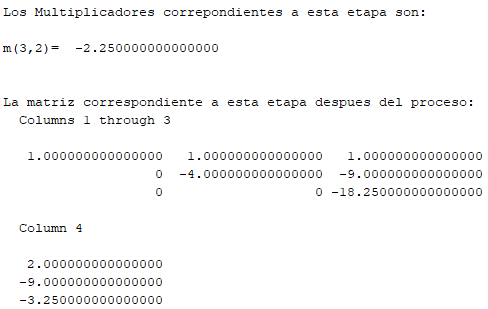 Los Multiplicadores correpondientes a esta etapa son:
m(3,2)= -2.250000000000000
La matriz correspondiente a esta etapa despues del proceso:
Columns 1 through 3
1.000000000000000 1.000000000000000 1.000000000000000
0 -4.000000000000000 -9.000000000000000
0 0 -18.250000000000000
Column 4
2.000000000000000
-9.000000000000000
-3.250000000000000